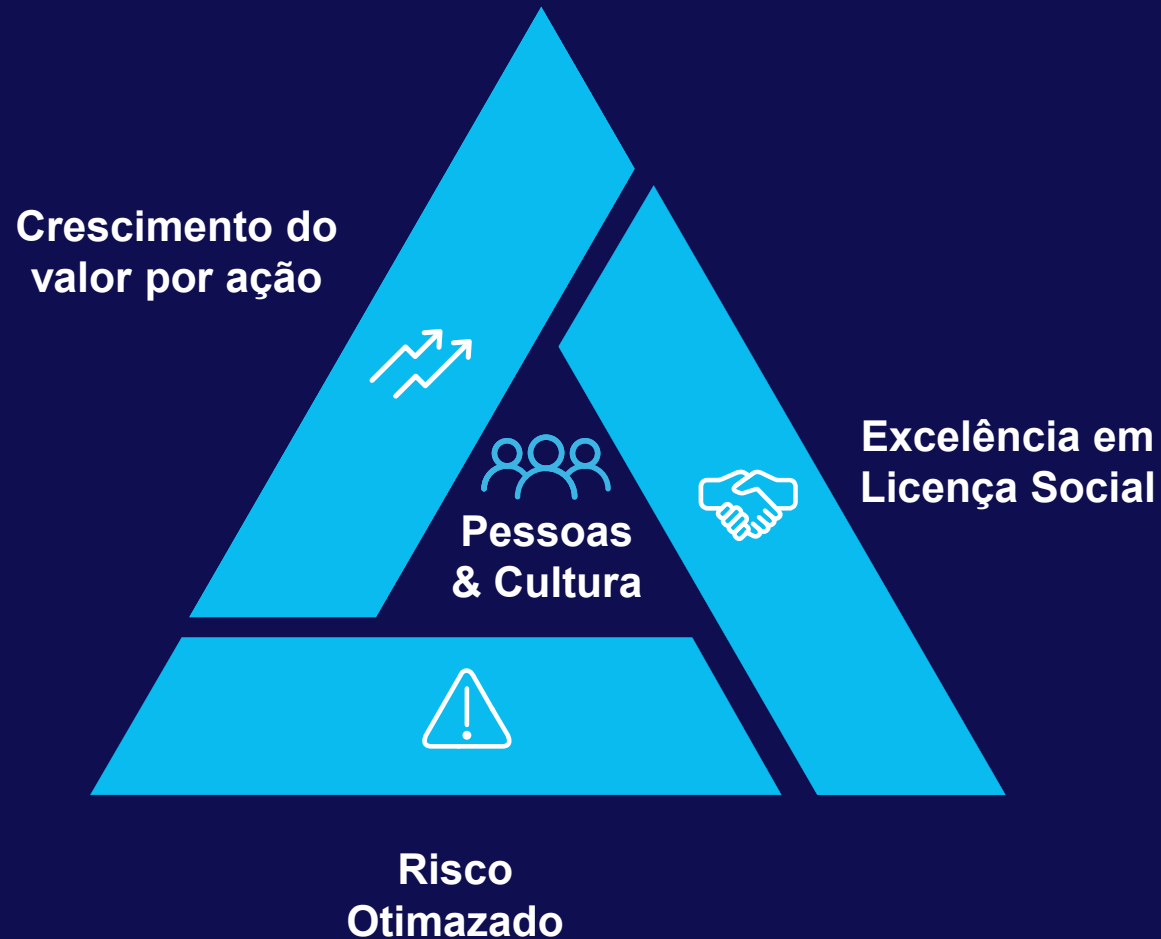 Crescimento do
valor por ação
Excelência em
Licença Social
Pessoas
& Cultura
Risco
Otimazado